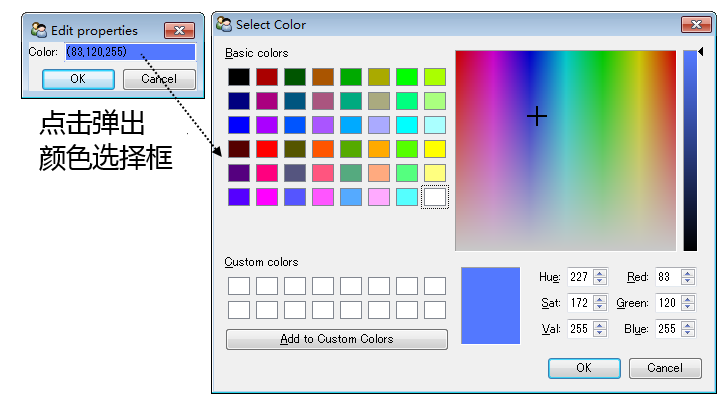 Edit properties
Color: (83,120,255)
OK Cancel
点击弹出
颜色选择框
Select Color
Basic colors
Custom colors
Add to Custom Colors
Hue: 227 Red: 83
Sat: 172 Green: 120
Val: 255 Blue: 255
OK Cancel